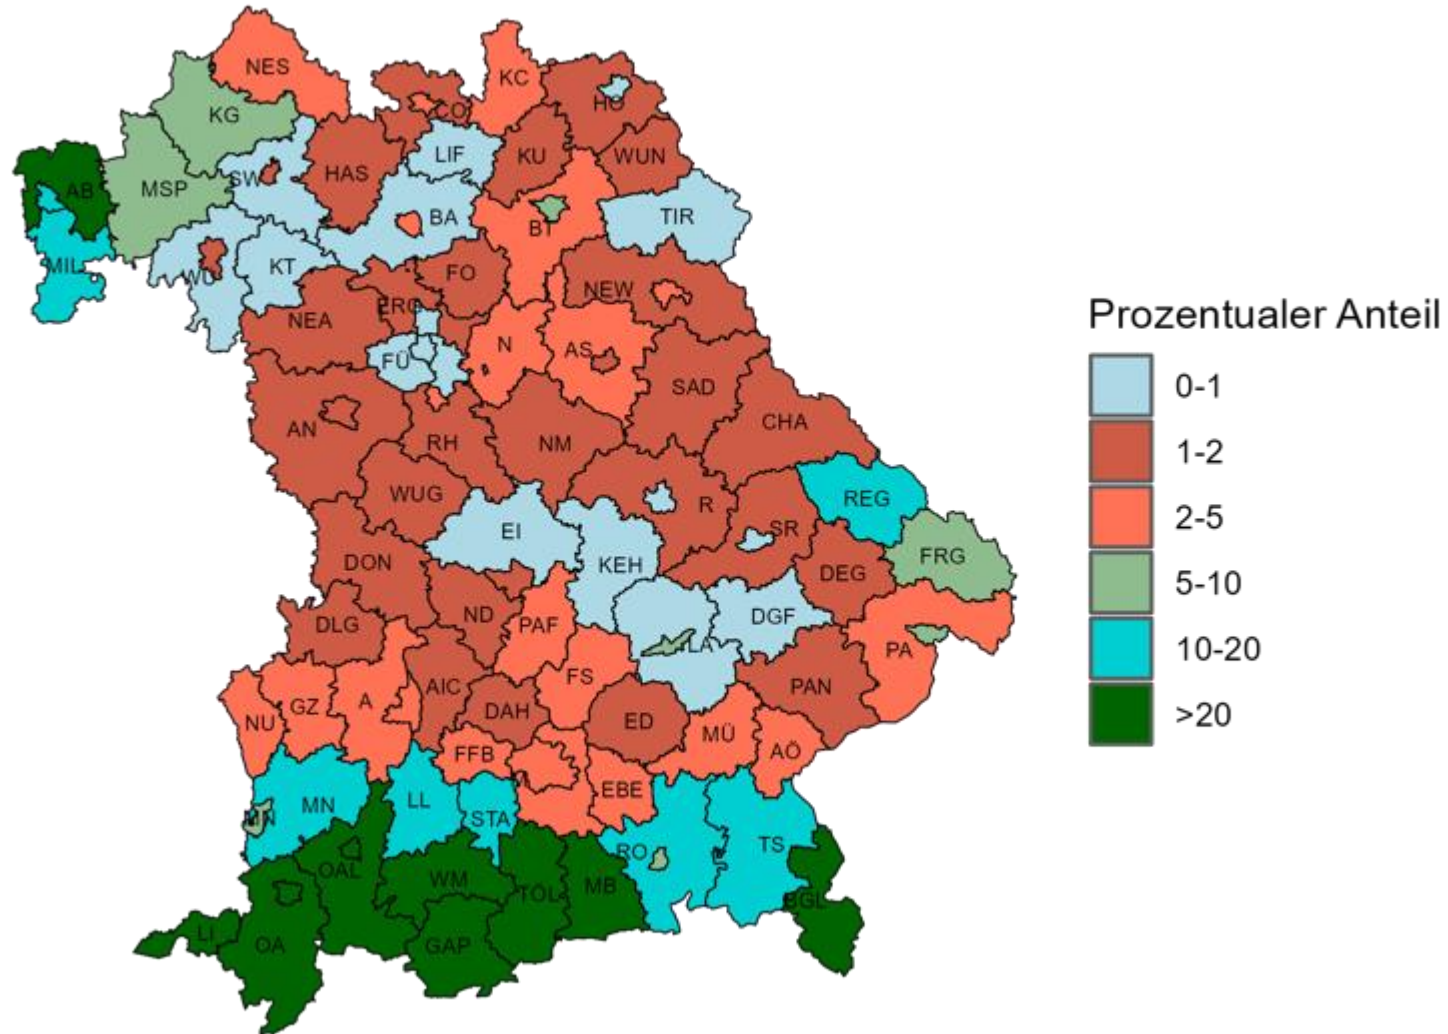 NES
KC
KG
CO
HO
LIF
KU
WUN
HAS
SW
AB
MSP
BA
BT
TIR
MIL
WÜ
KT
FO
NEW
ERC
NEA
N
AS
FÜ
SAD
AN
RH
NM
CHA
WUG
REG
R
EI
SR
KEH
FRG
DON
DEG
ND
DGF
DLG
PAF
LA
PA
FS
AIC
PAN
GZ
A
DAH
NU
ED
MÜ
AÖ
FFB
EBE
LL
MN
STA
MN
TS
RO
OAL
WM
TÖL
MB
BGL
LI
OA
GAP
Prozentualer Anteil
0-1
1-2
2-5
5-10
10-20
>20